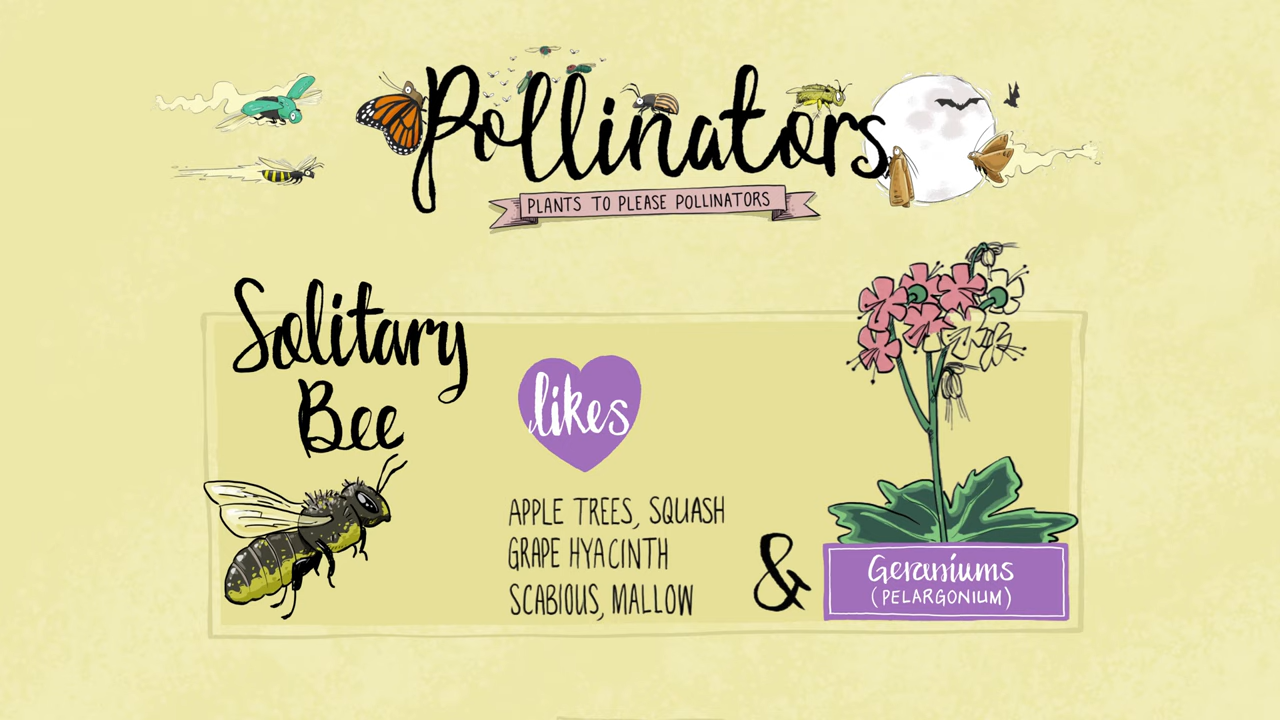 Pollinators
PLANTS TO PLEASE POLLINATORS
Solitary
Bee
likes
APPLE TREES, SQUASH
GRAPE HYACINTH
SCABIOUS, MALLOW
&
Geraniums
(PELARGONIUM)